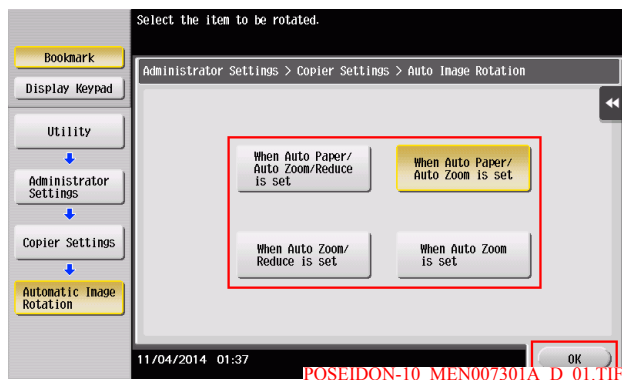 Select the item to be rotated.
Bookmark
Display Keypad
Administrator Settings > Copier Settings > Auto Image Rotation
Utility
Administrator
Settings
Copier Settings
Automatic Image
Rotation
When Auto Paper/
Auto Zoom/Reduce
is set
When Auto Paper/
Auto Zoom is set
When Auto Zoom/
Reduce is set
When Auto Zoom
is set
11/04/2014 01:37
OK
POSEIDON-10_MEN007301A_D_01.TIF